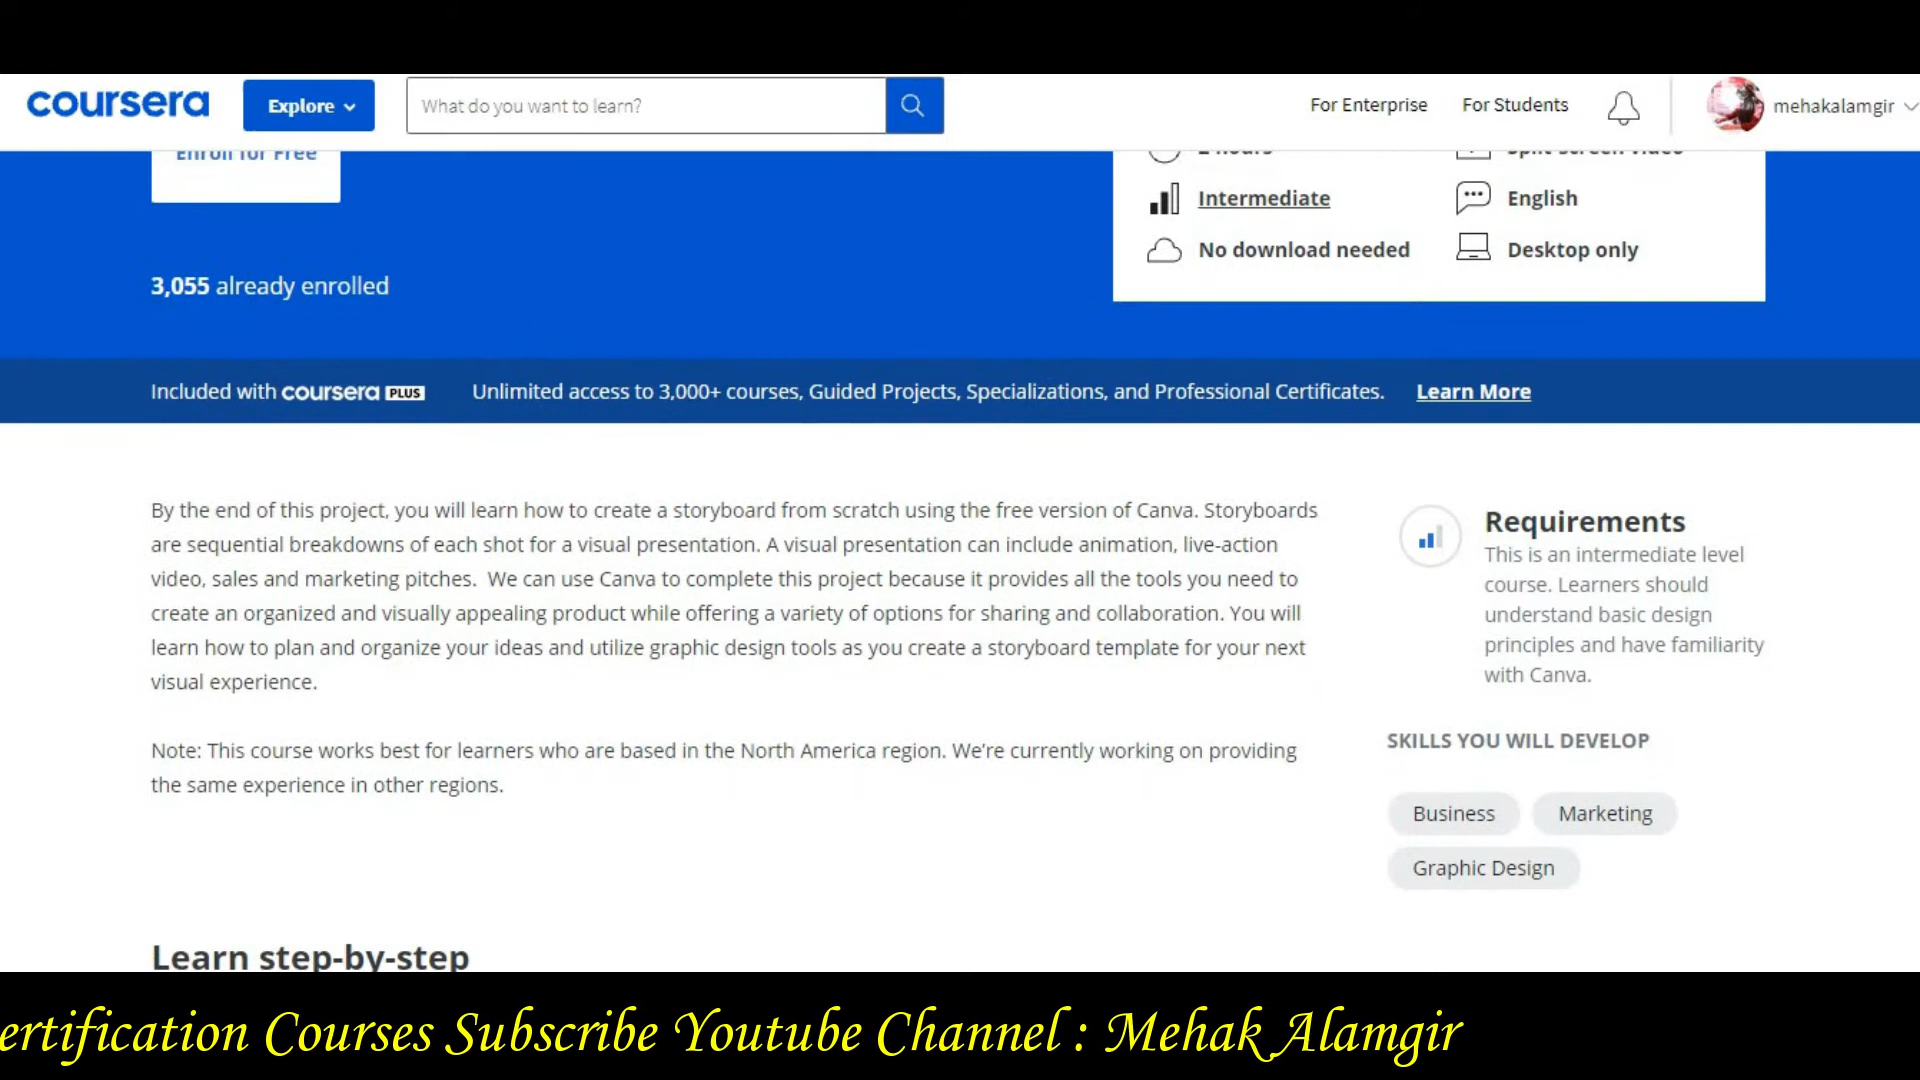 coursera
Explore
What do you want to learn?
For Enterprise
For Students
mehakalamgir
Enroll for Free
2 hours
Split-screen video
Intermediate
English
No download needed
Desktop only
3,055 already enrolled
Included with coursera PLUS
Unlimited access to 3,000+ courses, Guided Projects, Specializations, and Professional Certificates.
Learn More
By the end of this project, you will learn how to create a storyboard from scratch using the free version of Canva. Storyboards
are sequential breakdowns of each shot for a visual presentation. A visual presentation can include animation, live-action
video, sales and marketing pitches.  We can use Canva to complete this project because it provides all the tools you need to
create an organized and visually appealing product while offering a variety of options for sharing and collaboration. You will
learn how to plan and organize your ideas and utilize graphic design tools as you create a storyboard template for your next
visual experience.
Note: This course works best for learners who are based in the North America region. We’re currently working on providing
the same experience in other regions.
Requirements
This is an intermediate level
course. Learners should
understand basic design
principles and have familiarity
with Canva.
SKILLS YOU WILL DEVELOP
Business
Marketing
Graphic Design
Learn step-by-step
ertification Courses Subscribe Youtube Channel : Mehak Alamgir